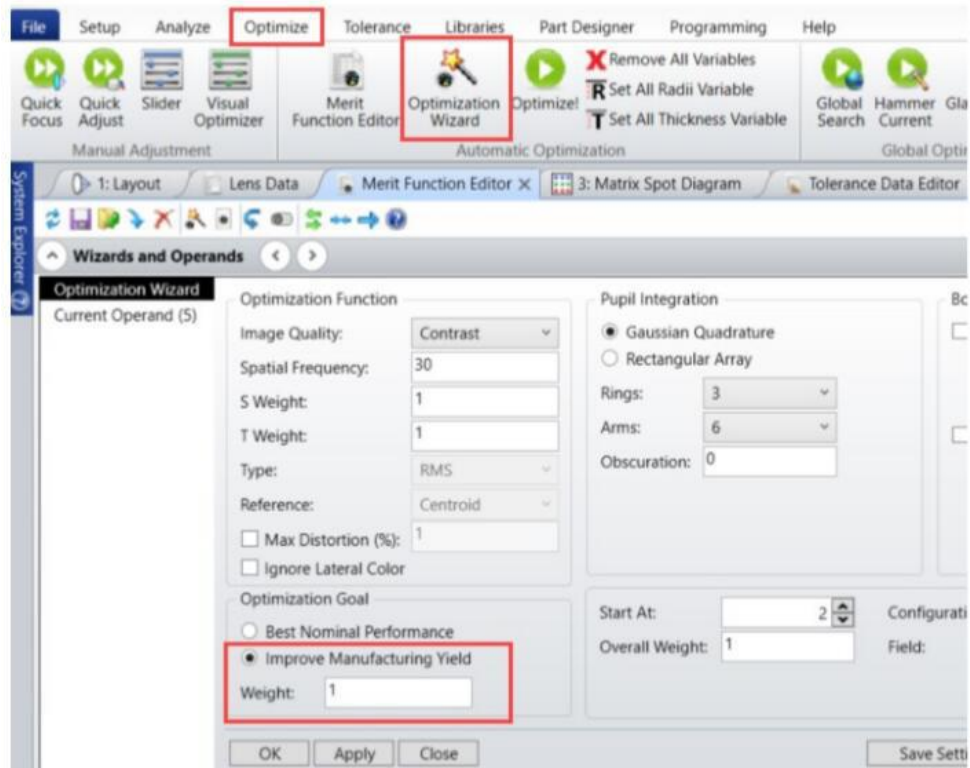 File Setup Analyze Optimize Tolerance Libraries Part Designer Programming Help
Quick Focus
Quick Adjust
Slider
Visual Optimizer
Merit Function Editor
Optimization Wizard
Optimize!
Remove All Variables
Set All Radii Variable
Set All Thickness Variable
Global Search
Hammer Current
Manual Adjustment
Automatic Optimization
Global
System Explorer
1: Layout
Lens Data
Merit Function Editor
3: Matrix Spot Diagram
Tolerance Data Editor
Wizards and Operands
Optimization Wizard
Current Operand (5)
Optimization Function
Image Quality: Contrast
Spatial Frequency: 30
S Weight: 1
T Weight: 1
Type: RMS
Reference: Centroid
Max Distortion (%): 1
Ignore Lateral Color
Pupil Integration
Gaussian Quadrature
Rectangular Array
Rings: 3
Arms: 6
Obscuration: 0
Optimization Goal
Best Nominal Performance
Improve Manufacturing Yield
Weight: 1
Start At: 2
Overall Weight: 1
Field:
OK Apply Close
Save